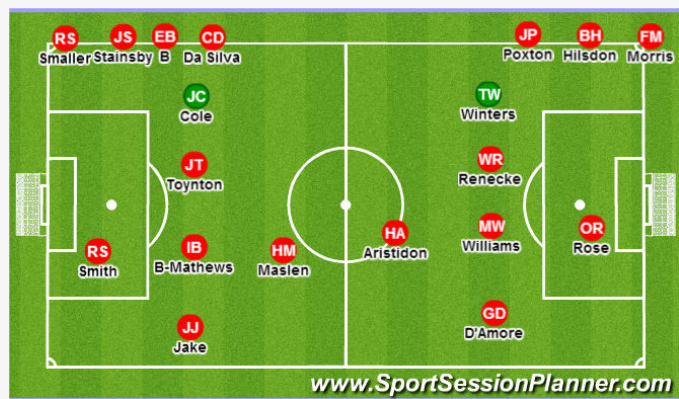 RS JS EB CD JP BH FM
Smaller Stainsby B Da Silva Poxton Hilsdon Morris
JC TW
Cole Winters
JT WR
Toynton Renecke
HA MW OR
Aristidon Williams Rose
RS IB HM
Smith B-Mathews Maslen
JJ GD
Jake D'Amore
www.SportSessionPlanner.com